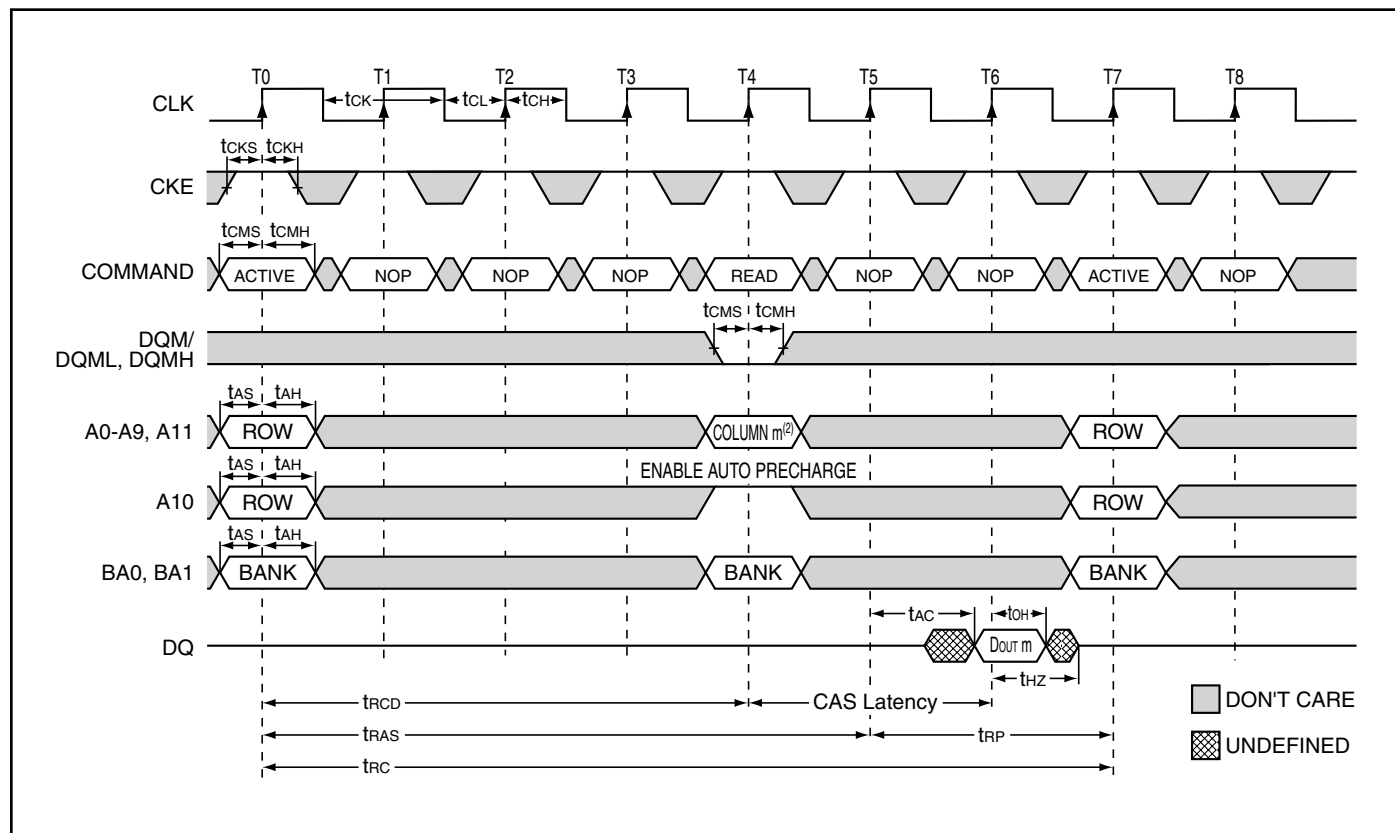 T0 T1 T2 T3 T4 T5 T6 T7 T8
CLK tCK tCL tCH
tCKS tCKH
CKE
tCMS tCMH
COMMAND ACTIVE NOP NOP NOP READ NOP NOP ACTIVE NOP
tCMS tCMH
DQM/
DQML, DQMH
tAS tAH
A0-A9, A11 ROW COLUMN m(2) ROW
tAS tAH ENABLE AUTO PRECHARGE
A10 ROW ROW
tAS tAH
BA0, BA1 BANK BANK BANK
tAC tOH
DQ DOUT m
tHZ
tRCD CAS Latency
DON'T CARE
tRAS tRP
UNDEFINED
tRC